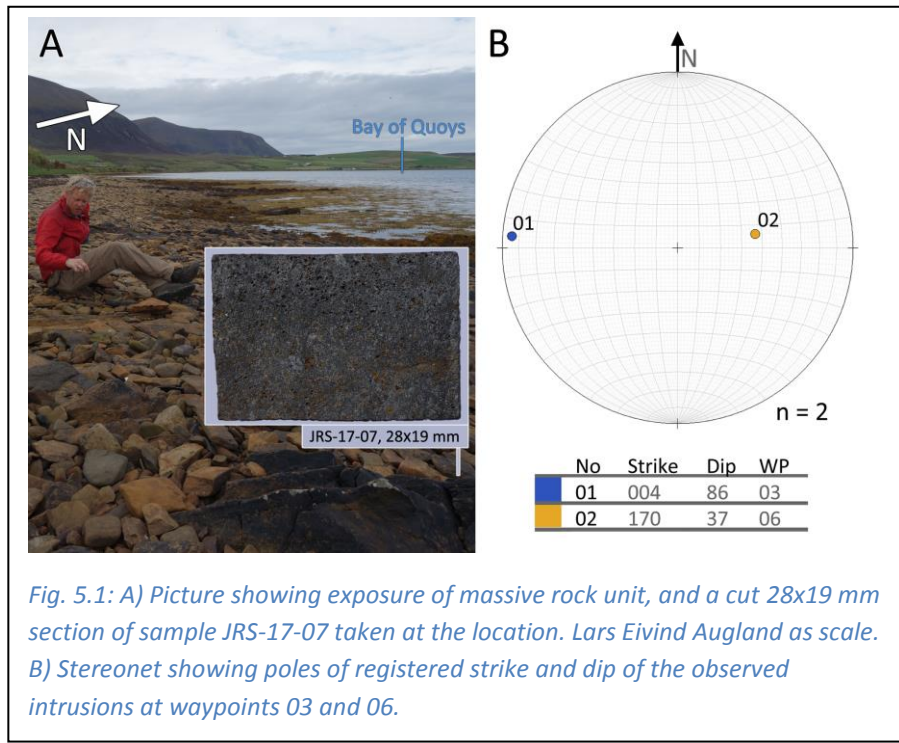 A
N
Bay of Quoys
JRS-17-07, 28x19 mm
B
N
01
02
n = 2
No Strike Dip WP
01 004 86 03
02 170 37 06
Fig. 5.1: A) Picture showing exposure of massive rock unit, and a cut 28x19 mm
section of sample JRS-17-07 taken at the location. Lars Eivind Augland as scale.
B) Stereonet showing poles of registered strike and dip of the observed
intrusions at waypoints 03 and 06.